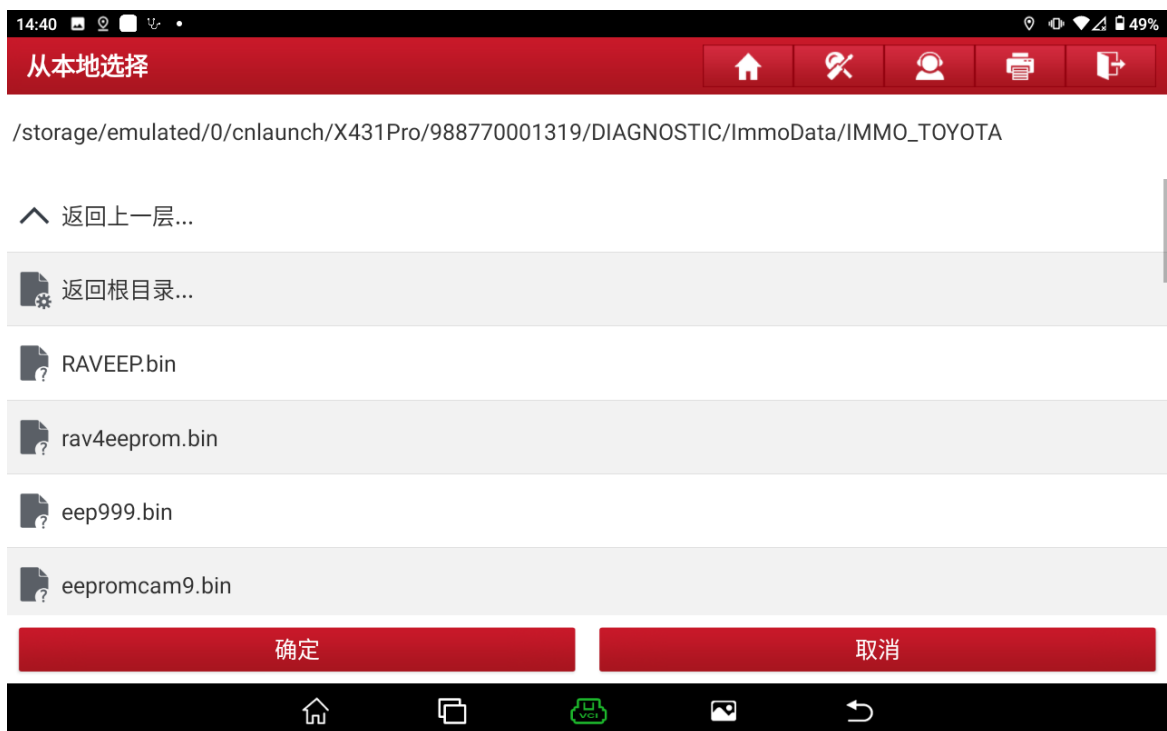 14:40 49%
从本地选择
/storage/emulated/0/cnlaunch/X431Pro/988770001319/DIAGNOSTIC/ImmoData/IMMO_TOYOTA
返回上一层...
返回根目录...
RAVEEP.bin
rav4eeprom.bin
eep999.bin
eepromcam9.bin
确定 取消
VCI